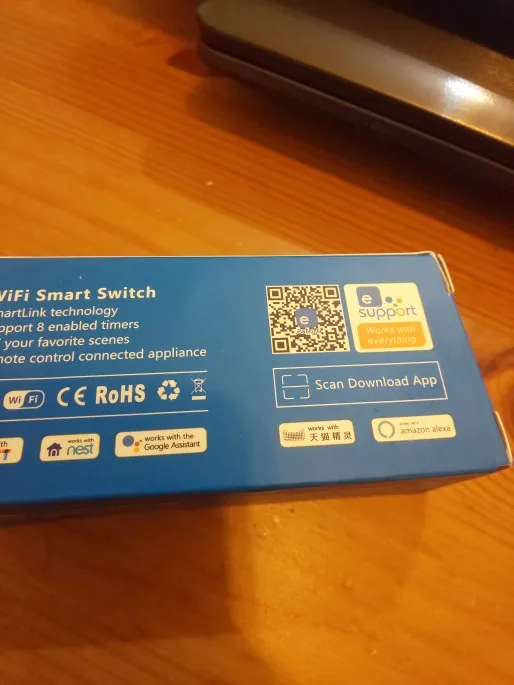 WiFi Smart Switch
martLink technology
pport 8 enabled timers
your favorite scenes
mote control connected appliance
Wi Fi
CE RoHS
works with
nest
works with the
Google Assistant
e
support
Works with
everything
Scan Download App
works with
天猫精灵
amazon alexa